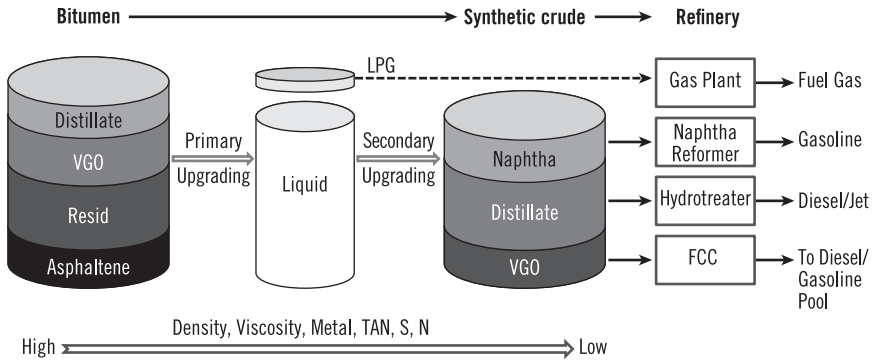 Bitumen
Synthetic crude
Refinery
LPG
Gas Plant
Fuel Gas
Distillate
VGO
Resid
Asphaltene
Primary
Upgrading
Liquid
Secondary
Upgrading
Naphtha
Distillate
VGO
Naphtha
Reformer
Gasoline
Hydrotreater
Diesel/Jet
FCC
To Diesel/
Gasoline
Pool
Density, Viscosity, Metal, TAN, S, N
High
Low